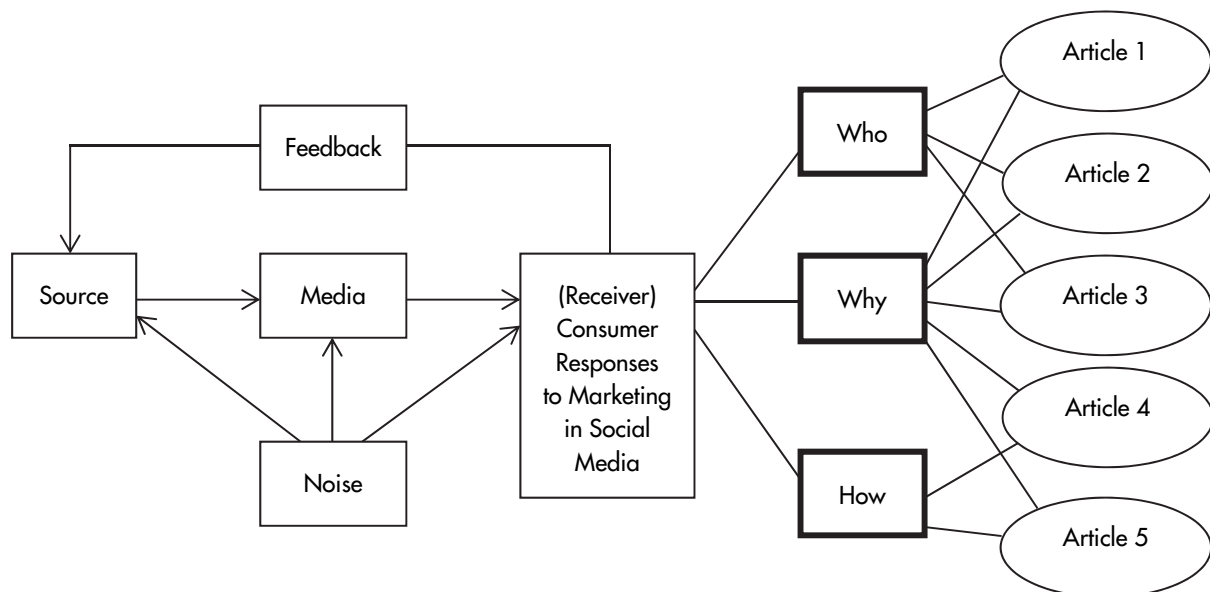 Article 1
Who
Feedback
Article 2
Source
Media
(Receiver)
Consumer
Responses
to Marketing
in Social
Media
Why
Article 3
Article 4
Noise
How
Article 5